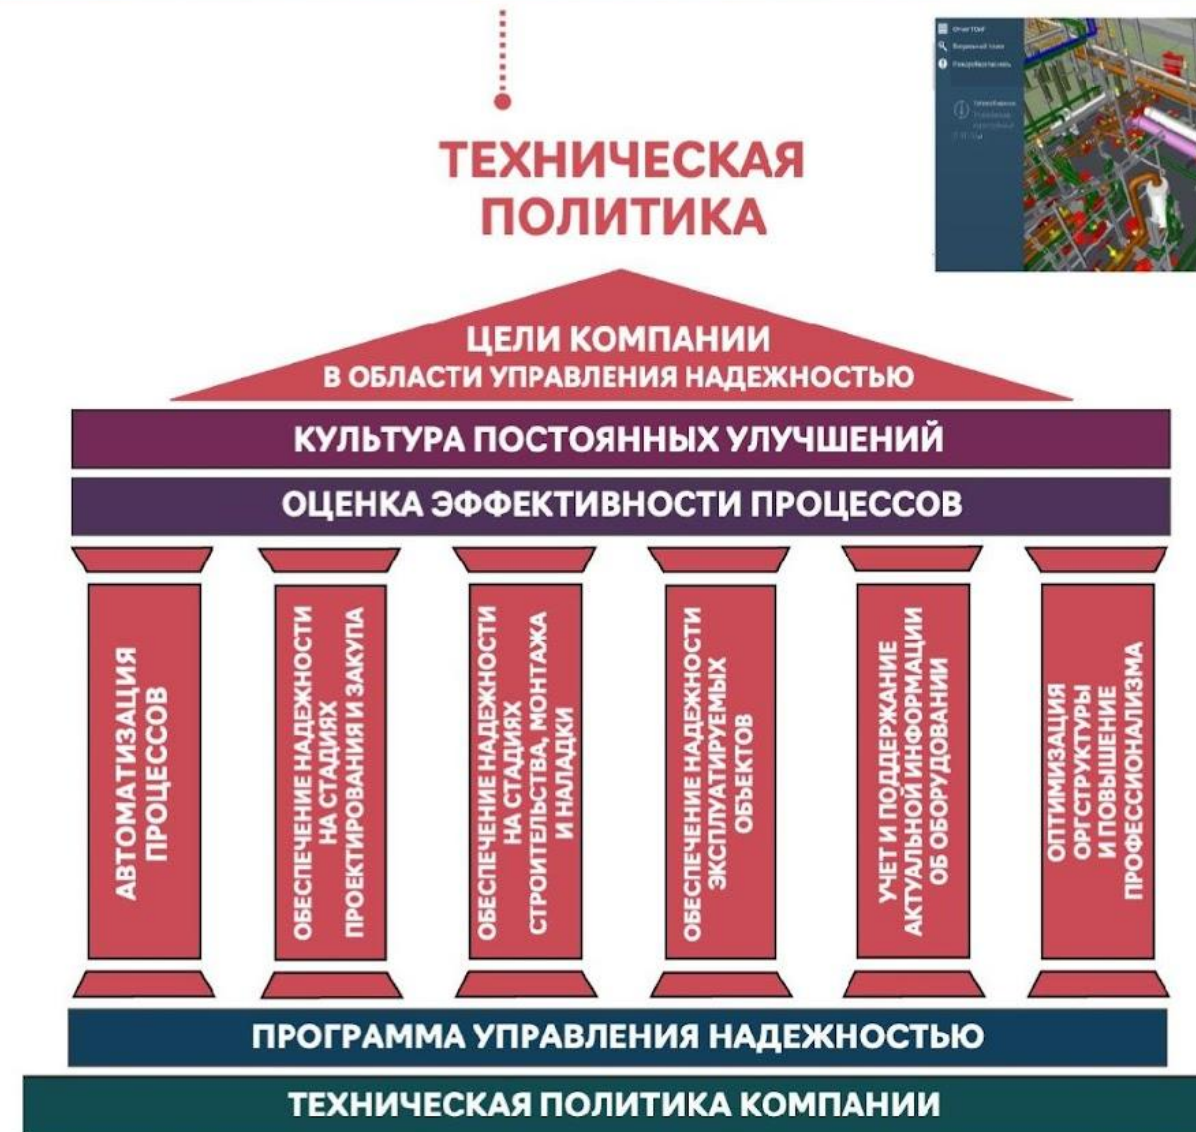 ТЕХНИЧЕСКАЯ
ПОЛИТИКА
ЦЕЛИ КОМПАНИИ
В ОБЛАСТИ УПРАВЛЕНИЯ НАДЕЖНОСТЬЮ
КУЛЬТУРА ПОСТОЯННЫХ УЛУЧШЕНИЙ
ОЦЕНКА ЭФФЕКТИВНОСТИ ПРОЦЕССОВ
АВТОМАТИЗАЦИЯ
ПРОЦЕССОВ
ОБЕСПЕЧЕНИЕ НАДЕЖНОСТИ
НА СТАДИЯХ
ПРОЕКТИРОВАНИЯ И ЗАКУПА
ОБЕСПЕЧЕНИЕ НАДЕЖНОСТИ
НА СТАДИЯХ
СТРОИТЕЛЬСТВА, МОНТАЖА
И НАЛАДКИ
ОБЕСПЕЧЕНИЕ НАДЕЖНОСТИ
ЭКСПЛУАТИРУЕМЫХ
ОБЪЕКТОВ
УЧЕТ И ПОДДЕРЖАНИЕ
АКТУАЛЬНОЙ ИНФОРМАЦИИ
ОБ ОБОРУДОВАНИИ
ОПТИМИЗАЦИЯ
ОРГСТРУКТУРЫ
И ПОВЫШЕНИЕ
ПРОФЕССИОНАЛИЗМА
ПРОГРАММА УПРАВЛЕНИЯ НАДЕЖНОСТЬЮ
ТЕХНИЧЕСКАЯ ПОЛИТИКА КОМПАНИИ